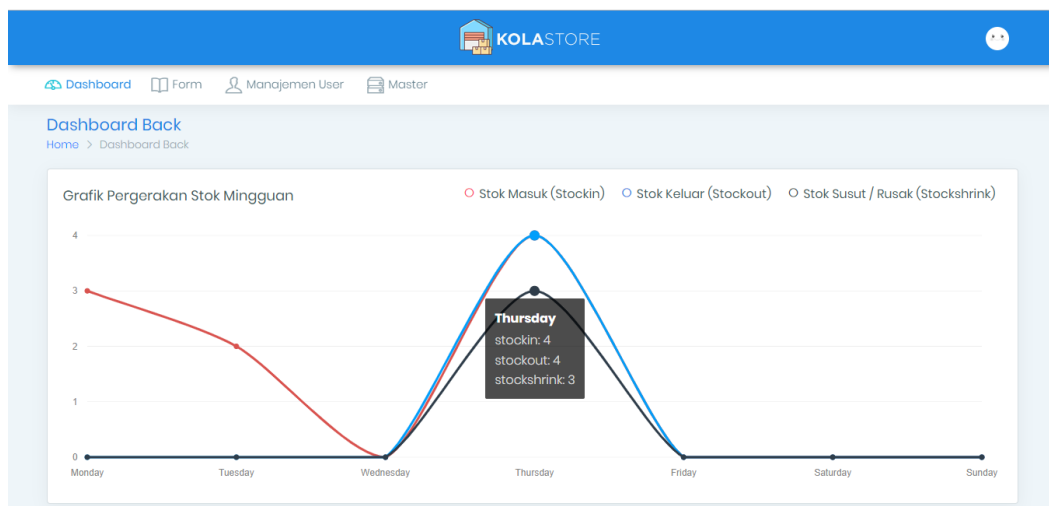 KOLASTORE
Dashboard Form Manajemen User Master
Dashboard Back
Home > Dashboard Back
Grafik Pergerakan Stok Mingguan Stok Masuk (Stockin) Stok Keluar (Stockout) Stok Susut / Rusak (Stockshrink)
4
3
Thursday
stockin: 4
2
stockout: 4
stockshrink: 3
1
0
Monday Tuesday Wednesday Thursday Friday Saturday Sunday